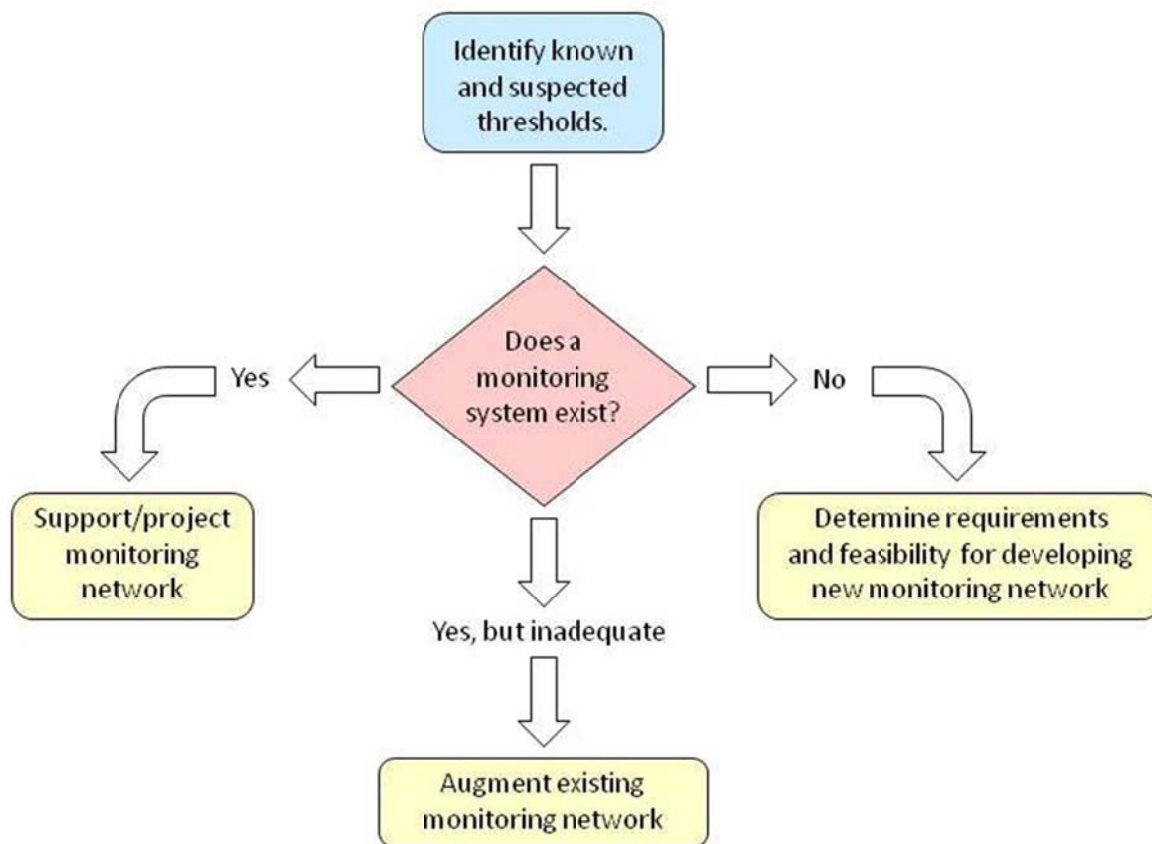 Identify known
and suspected
thresholds.
Does a
monitoring
system exist?
Yes
No
Support/project
monitoring
network
Determine requirements
and feasibility for developing
new monitoring network
Yes, but inadequate
Augment existing
monitoring network